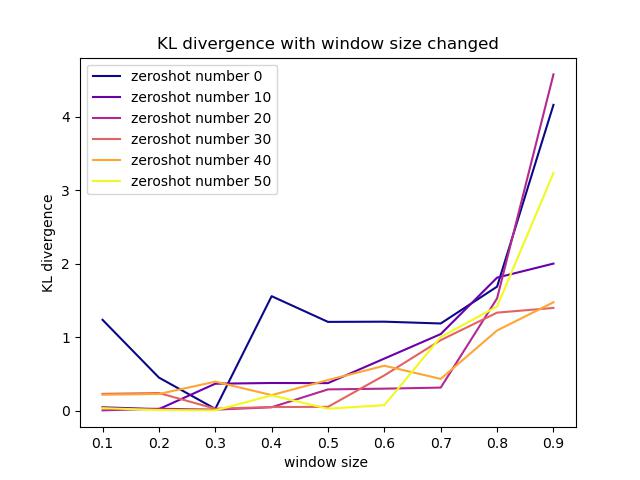 KL divergence with window size changed
zeroshot number 0
zeroshot number 10
zeroshot number 20
zeroshot number 30
zeroshot number 40
zeroshot number 50
KL divergence
4
3
2
1
0
0.1 0.2 0.3 0.4 0.5 0.6 0.7 0.8 0.9
window size